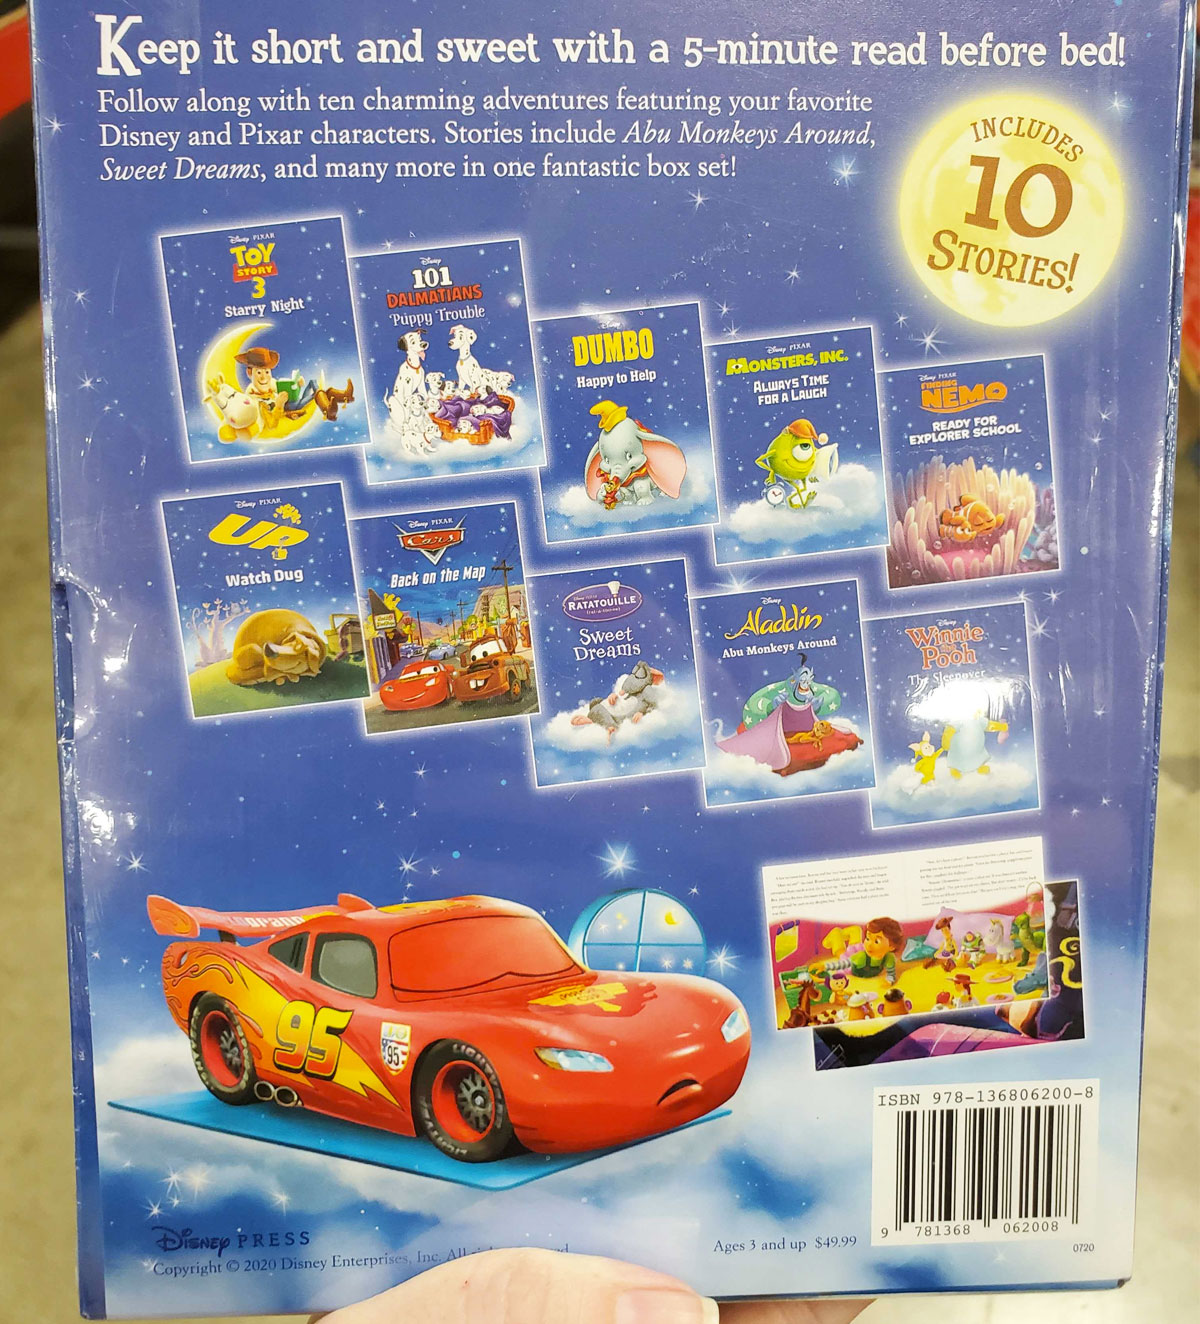 Keep it short and sweet with a 5-minute read before bed!
Follow along with ten charming adventures featuring your favorite
Disney and Pixar characters. Stories include Abu Monkeys Around,
Sweet Dreams, and many more in one fantastic box set!
INCLUDES
10
STORIES!
Disney PIXAR
TOY
STORY
3
Starry Night
Disney
101
DALMATIANS
Puppy Trouble
Disney
DUMBO
Happy to Help
Disney PIXAR
MONSTERS, INC.
ALWAYS TIME
FOR A LAUGH
Disney PIXAR
FINDING
NEMO
READY FOR
EXPLORER SCHOOL
Disney PIXAR
UP
Watch Dug
Disney PIXAR
Cars
Back on the Map
Disney PIXAR
RATATOUILLE
Sweet
Dreams
Disney
Aladdin
Abu Monkeys Around
Disney
Winnie
the
Pooh
The Sleepover
95
95
ISBN 978-136806200-8
9 781368 062008
Disney PRESS
Copyright © 2020 Disney Enterprises, Inc. All
Ages 3 and up $49.99
0720